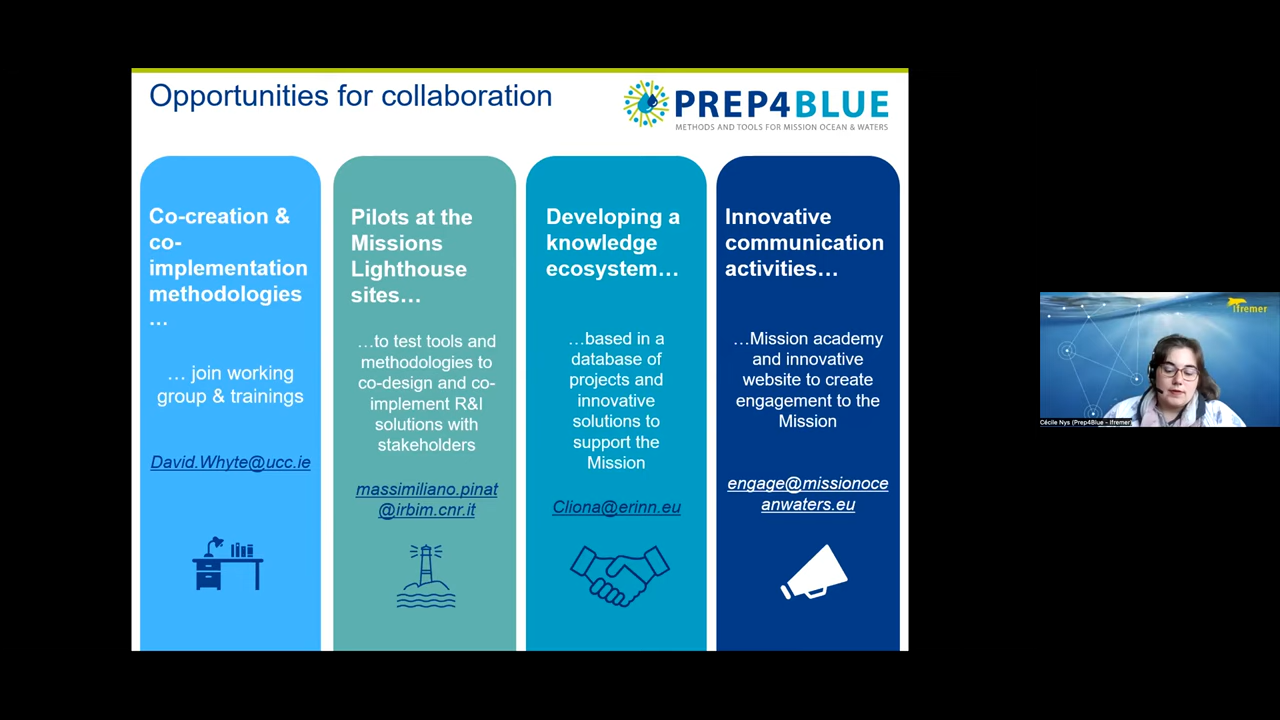 Opportunities for collaboration
PREP4BLUE
METHODS AND TOOLS FOR MISSION OCEAN & WATERS
Co-creation &
co-
implementation
methodologies
…
… join working
group & trainings
David.Whyte@ucc.ie
Pilots at the
Missions
Lighthouse
sites…
…to test tools and
methodologies to
co-design and co-
implement R&I
solutions with
stakeholders
massimiliano.pinat
@irbim.cnr.it
Developing a
knowledge
ecosystem…
…based in a
database of
projects and
innovative
solutions to
support the
Mission
Cliona@erinn.eu
Innovative
communication
activities…
…Mission academy
and innovative
website to create
engagement to the
Mission
engage@missionoce
anwaters.eu
ifremer
Cécile Nys (Prep4Blue - Ifremer)